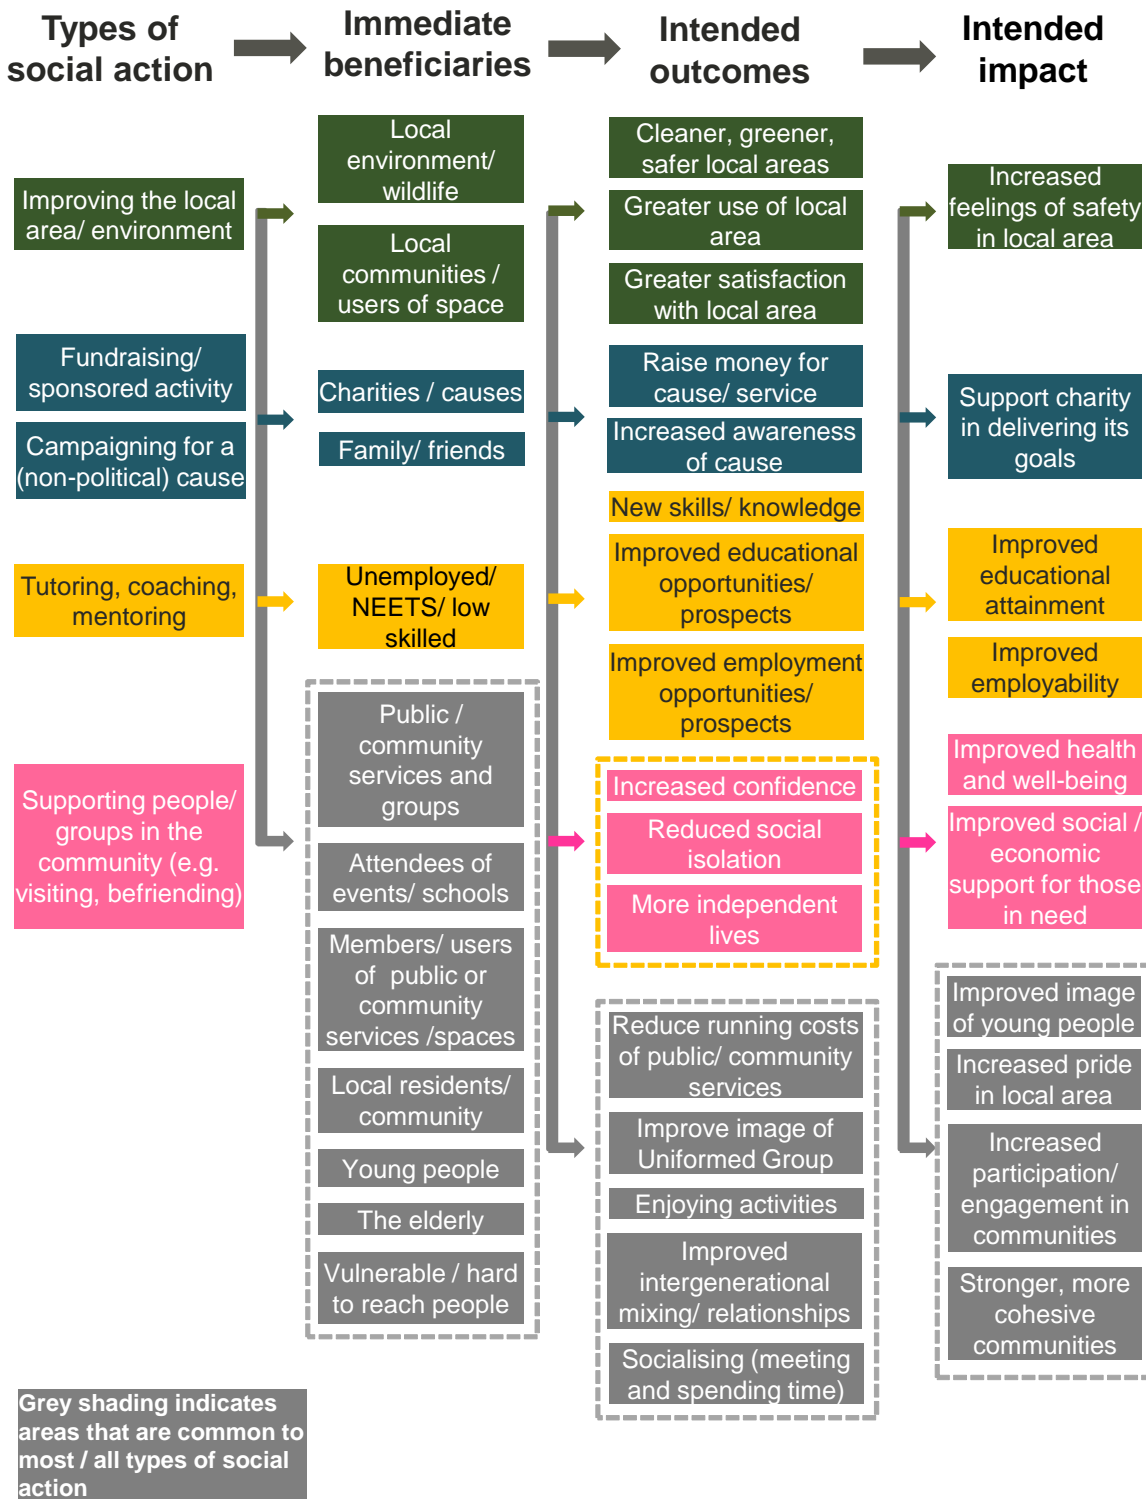 Types of
social action
Immediate
beneficiaries
Intended
outcomes
Intended
impact
Improving the local
area/ environment
Fundraising/
sponsored activity
Campaigning for a
(non-political) cause
Tutoring, coaching,
mentoring
Supporting people/
groups in the
community (e.g.
visiting, befriending)
Local
environment/
wildlife
Local
communities /
users of space
Charities / causes
Family/ friends
Unemployed/
NEETS/ low
skilled
Public /
community
services and
groups
Attendees of
events/ schools
Members/ users
of public or
community
services /spaces
Local residents/
community
Young people
The elderly
Vulnerable / hard
to reach people
Cleaner, greener,
safer local areas
Greater use of local
area
Greater satisfaction
with local area
Raise money for
cause/ service
Increased awareness
of cause
New skills/ knowledge
Improved educational
opportunities/
prospects
Improved employment
opportunities/
prospects
Increased confidence
Reduced social
isolation
More independent
lives
Reduce running costs
of public/ community
services
Improve image of
Uniformed Group
Enjoying activities
Improved
intergenerational
mixing/ relationships
Socialising (meeting
and spending time)
Increased
feelings of safety
in local area
Support charity
in delivering its
goals
Improved
educational
attainment
Improved
employability
Improved health
and well-being
Improved social /
economic
support for those
in need
Improved image
of young people
Increased pride
in local area
Increased
participation/
engagement in
communities
Stronger, more
cohesive
communities
Grey shading indicates
areas that are common to
most / all types of social
action